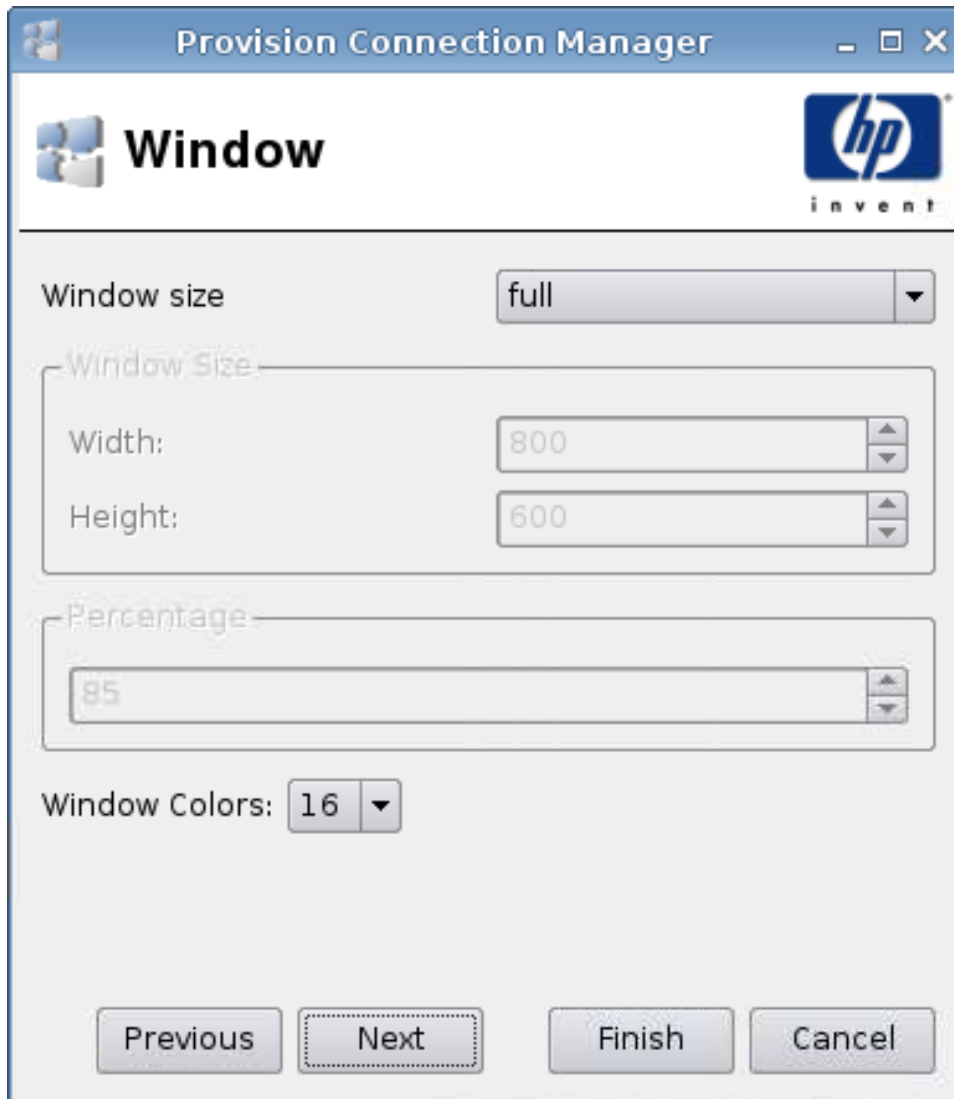 Provision Connection Manager
Window
hp
invent
Window size full
Window Size
Width: 800
Height: 600
Percentage
85
Window Colors: 16
Previous Next Finish Cancel